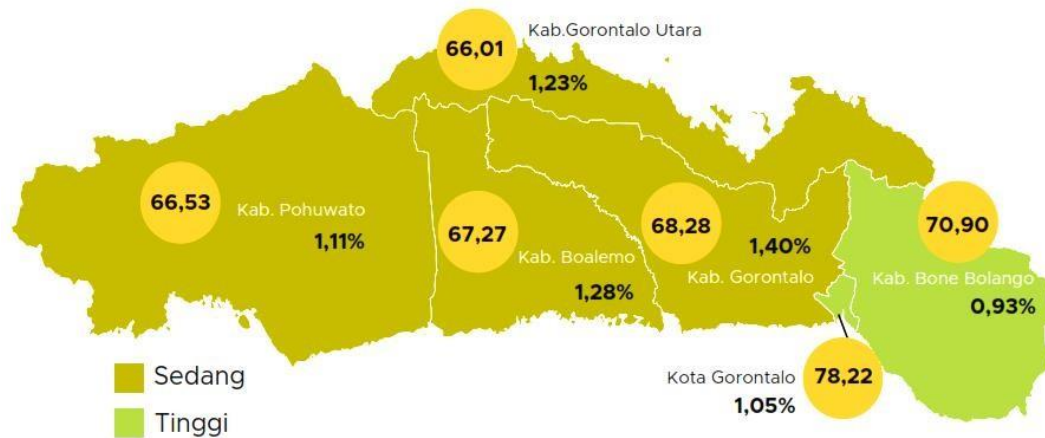 Kab.Gorontalo Utara
66,01
1,23%
66,53
Kab. Pohuwato
1,11%
67,27
Kab. Boalemo
1,28%
68,28
1,40%
Kab. Gorontalo
70,90
Kab. Bone Bolango
0,93%
Kota Gorontalo
1,05%
78,22
Sedang
Tinggi